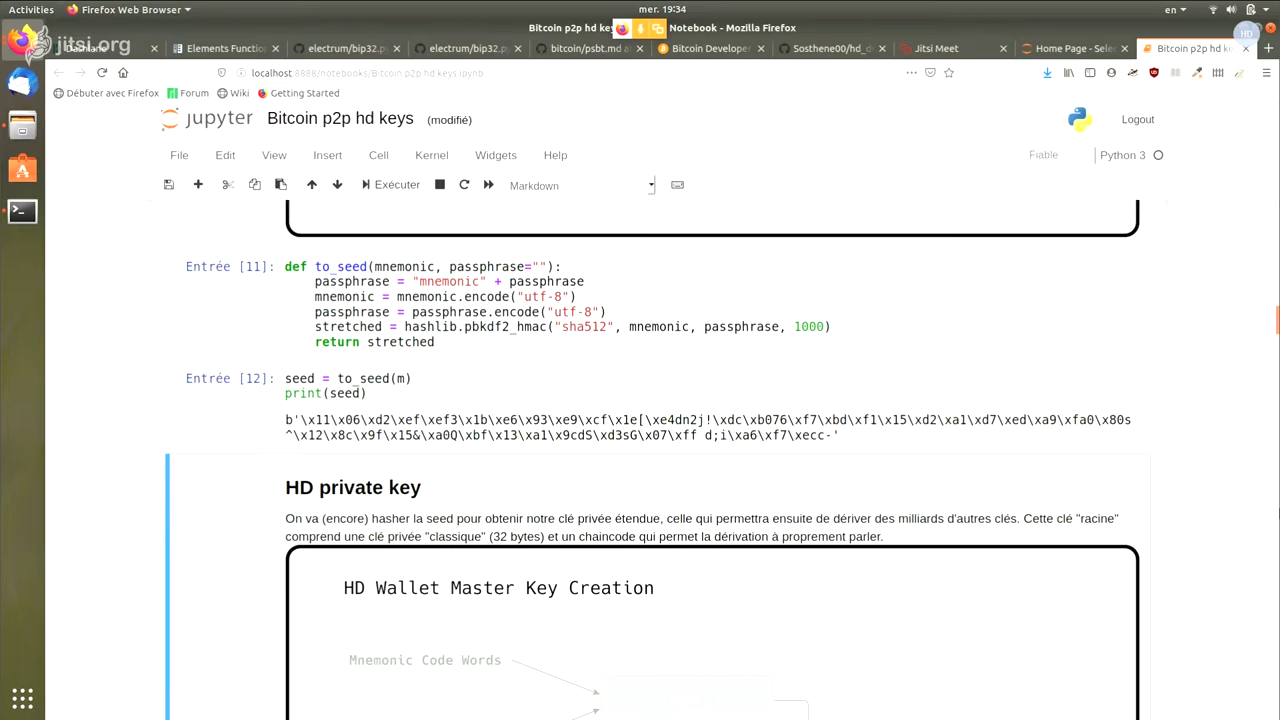 Activities
Firefox Web Browser
mer. 19:34
en
Bitcoin p2p hd key
Notebook - Mozilla Firefox
HD
jitsi.org
Elements Functio
electrum/bip32.p
electrum/bip32.p
bitcoin/psbt.md at
Bitcoin Developer
Sosthene00/hd_d
Jitsi Meet
Home Page - Selec
Bitcoin p2p hd ke
localhost:8888/notebooks/Bitcoin p2p hd keys.ipynb
Débuter avec Firefox
Forum
Wiki
Getting Started
jupyter
Bitcoin p2p hd keys
(modifié)
Logout
File
Edit
View
Insert
Cell
Kernel
Widgets
Help
Fiable
Python 3
Exécuter
Markdown
Entrée [11]: def to_seed(mnemonic, passphrase=""):
passphrase = "mnemonic" + passphrase
mnemonic = mnemonic.encode("utf-8")
passphrase = passphrase.encode("utf-8")
stretched = hashlib.pbkdf2_hmac("sha512", mnemonic, passphrase, 1000)
return stretched
Entrée [12]: seed = to_seed(m)
print(seed)
b'\x11\x06\xd2\xef\xef3\x1b\xe6\x93\xe9\xcf\x1e[\xe4dn2j!\xdc\xb076\xf7\xbd\xf1\x15\xd2\xa1\xd7\xed\xa9\xfa0\x80s
^\x12\x8c\x9f\x15&\xa0Q\xbf\x13\xa1\x9cdS\xd3sG\x07\xff d;i\xa6\xf7\xecc-'
HD private key
On va (encore) hasher la seed pour obtenir notre clé privée étendue, celle qui permettra ensuite de dériver des milliards d'autres clés. Cette clé "racine"
comprend une clé privée "classique" (32 bytes) et un chaincode qui permet la dérivation à proprement parler.
HD Wallet Master Key Creation
Mnemonic Code Words